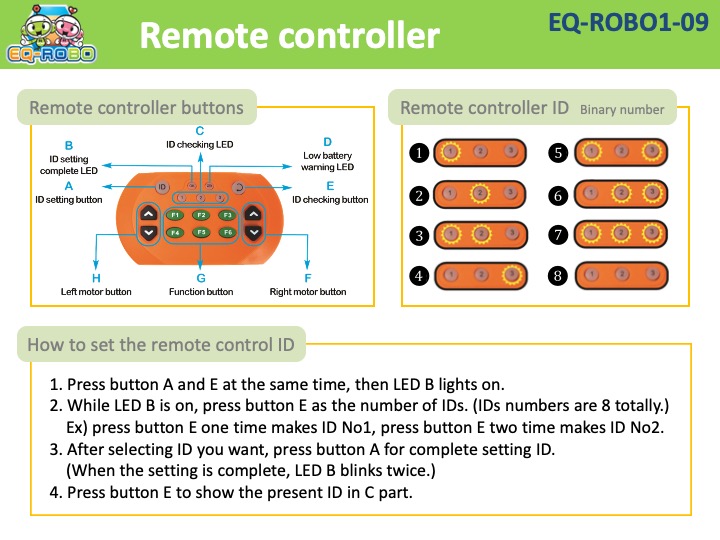 EQ-ROBO
Remote controller
EQ-ROBO1-09
Remote controller buttons
B
ID setting
complete LED
C
ID checking LED
D
Low battery
warning LED
A
ID setting button
E
ID checking button
ID
1 2 3
F1 F2 F3
F4 F5 F6
H
Left motor button
G
Function button
F
Right motor button
Remote controller ID Binary number
1 1 2 3
5 1 2 3
2 1 2 3
6 1 2 3
3 1 2 3
7 1 2 3
4 1 2 3
8 1 2 3
How to set the remote control ID
1. Press button A and E at the same time, then LED B lights on.
2. While LED B is on, press button E as the number of IDs. (IDs numbers are 8 totally.)
Ex) press button E one time makes ID No1, press button E two time makes ID No2.
3. After selecting ID you want, press button A for complete setting ID.
(When the setting is complete, LED B blinks twice.)
4. Press button E to show the present ID in C part.